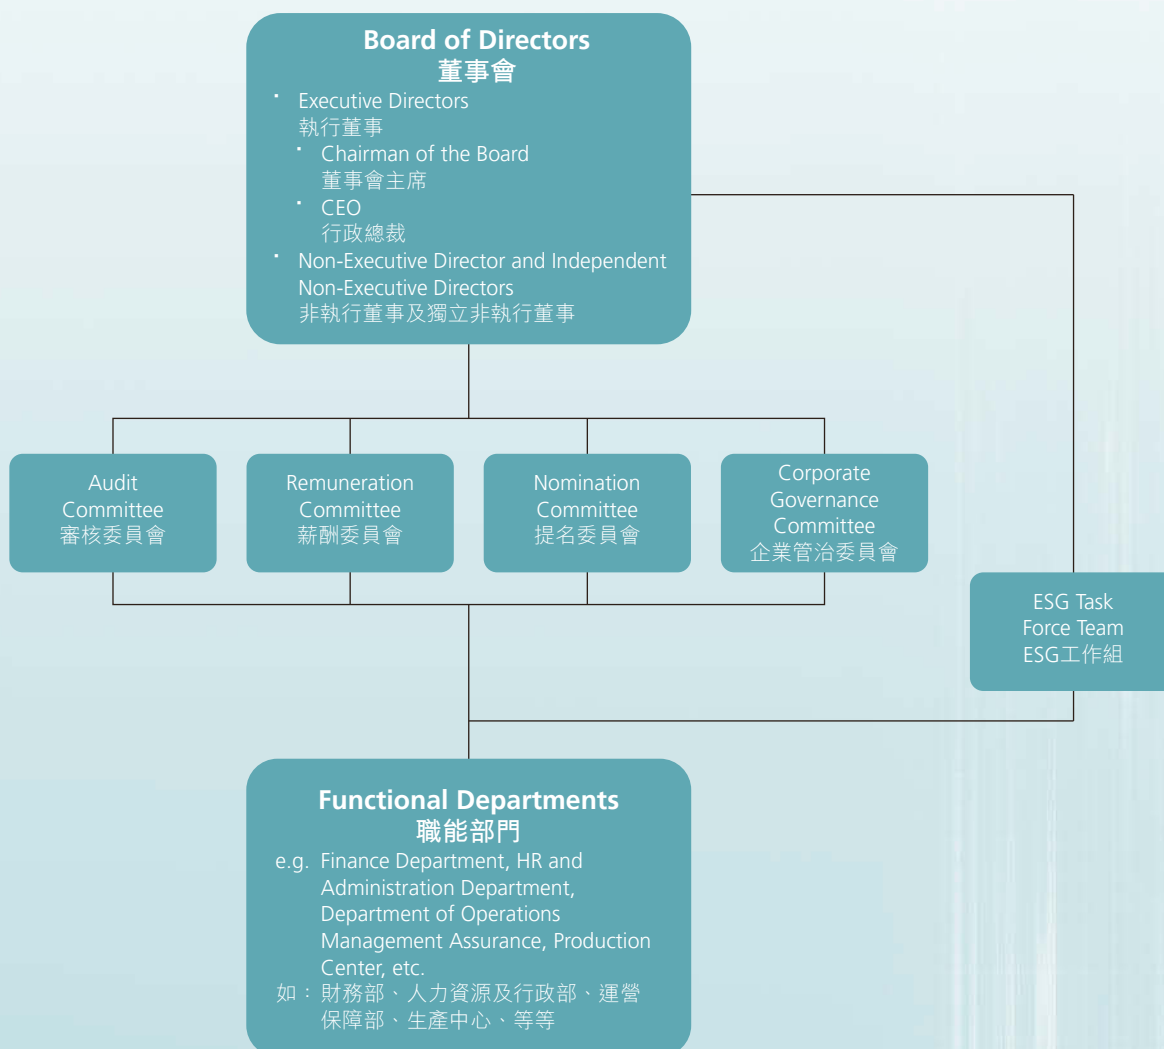 Board of Directors
董事會
▪ Executive Directors
執行董事
▪ Chairman of the Board
董事會主席
▪ CEO
行政總裁
▪ Non-Executive Director and Independent
Non-Executive Directors
非執行董事及獨立非執行董事
Audit
Committee
審核委員會
Remuneration
Committee
薪酬委員會
Nomination
Committee
提名委員會
Corporate
Governance
Committee
企業管治委員會
ESG Task
Force Team
ESG工作組
Functional Departments
職能部門
e.g. Finance Department, HR and
Administration Department,
Department of Operations
Management Assurance, Production
Center, etc.
如：財務部、人力資源及行政部、運營
保障部、生產中心、等等